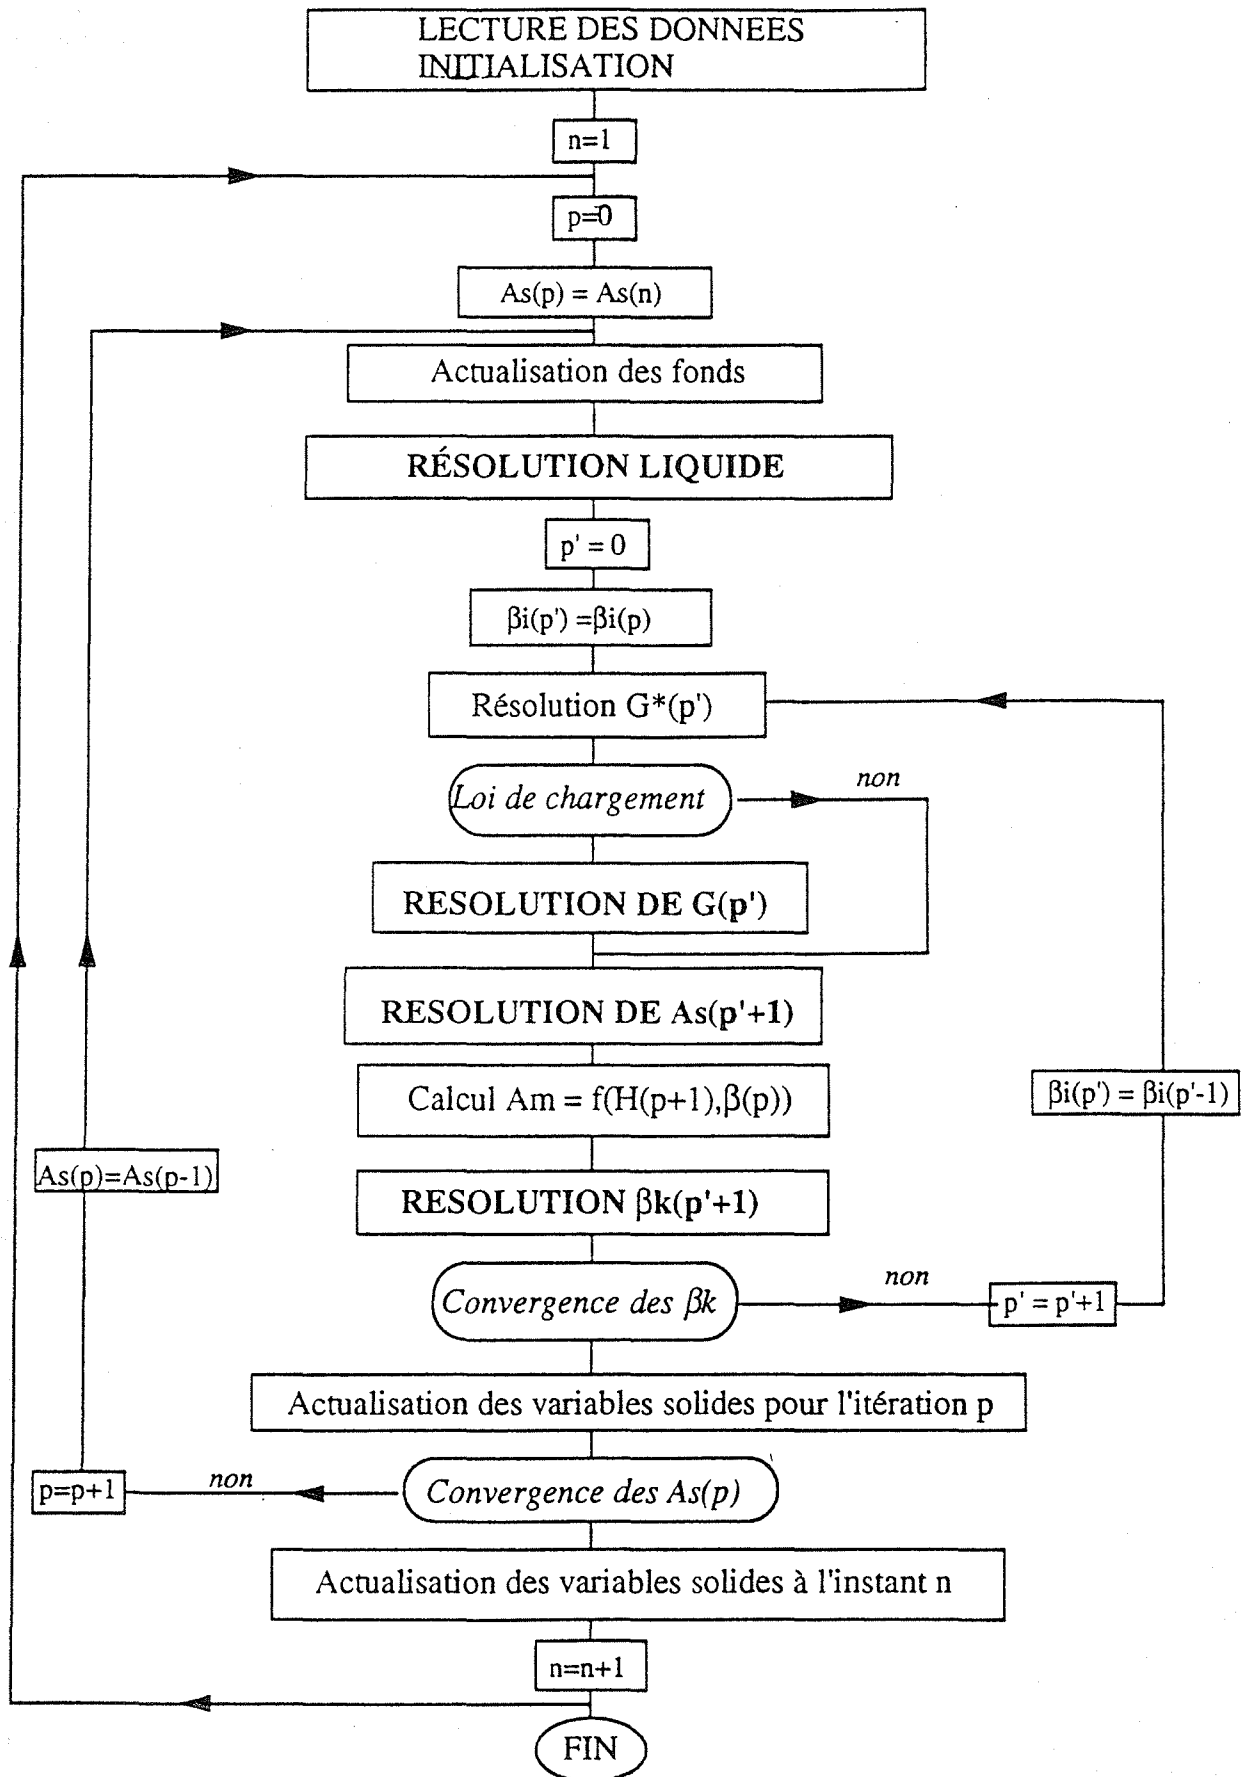 LECTURE DES DONNEES
INITIALISATION
n=1
p=0
As(p) = As(n)
Actualisation des fonds
RÉSOLUTION LIQUIDE
p' = 0
βi(p') =βi(p)
Résolution G*(p')
Loi de chargement
non
RESOLUTION DE G(p')
RESOLUTION DE As(p'+1)
Calcul Am = f(H(p+1),β(p))
βi(p') = βi(p'-1)
As(p)=As(p-1)
RESOLUTION βk(p'+1)
Convergence des βk
non
p' = p'+1
Actualisation des variables solides pour l'itération p
p=p+1
non
Convergence des As(p)
Actualisation des variables solides à l'instant n
n=n+1
FIN